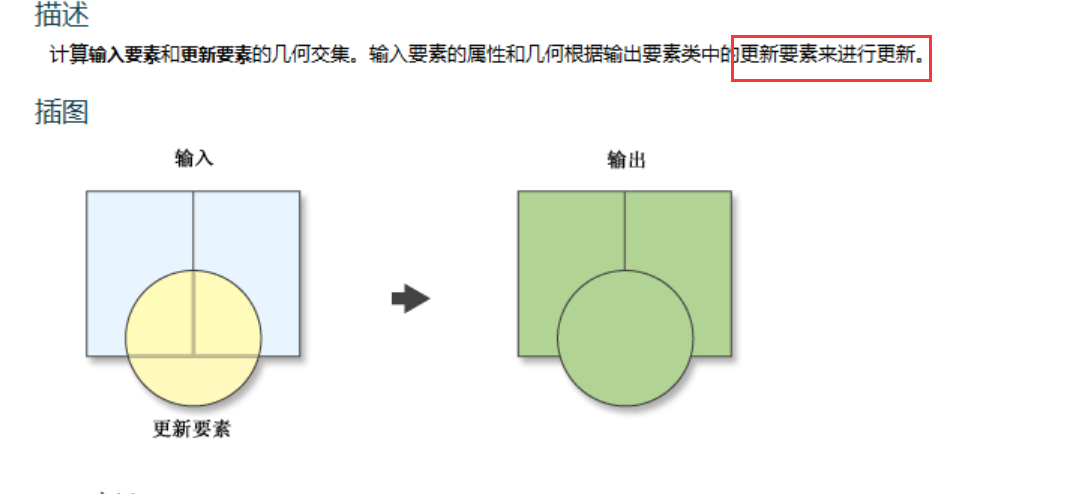 描述
计算输入要素和更新要素的几何交集。输入要素的属性和几何根据输出要素类中的更新要素来进行更新。
插图
输入
输出
更新要素